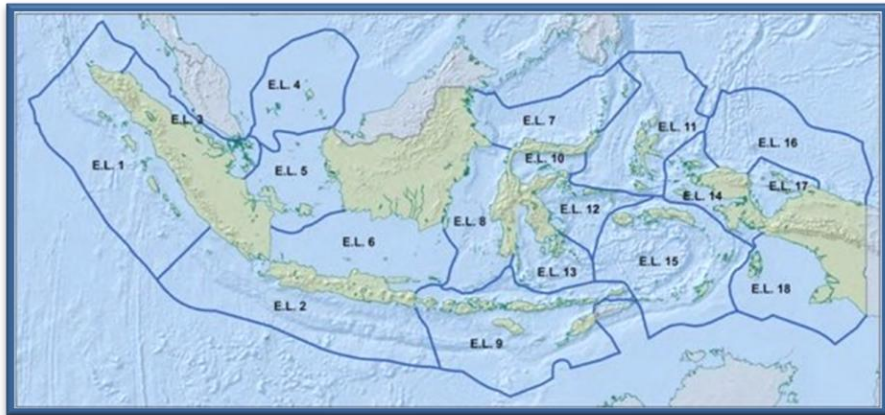 E.L. 4
E.L. 3
E.L. 7
E.L. 11
E.L. 16
E.L. 1
E.L. 5
E.L. 10
E.L. 17
E.L. 14
E.L. 12
E.L. 8
E.L. 6
E.L. 15
E.L. 13
E.L. 18
E.L. 2
E.L. 9